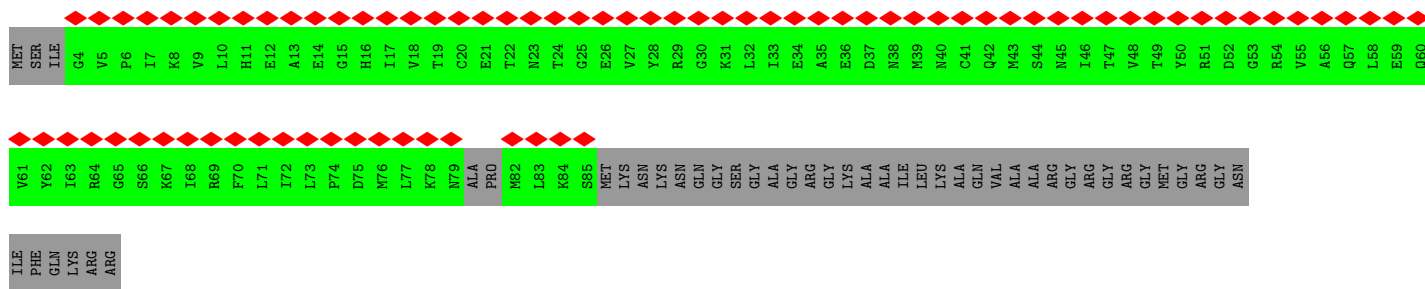 MET SER ILE G4 V5 P6 I7 K8 V9 L10 H11 E12 A13 E14 G15 H16 I17 V18 T19 C20 E21 T22 N23 T24 G25 E26 V27 Y28 R29 G30 K31 L32 I33 E34 A35 E36 D37 N38 M39 N40 C41 Q42 M43 S44 N45 I46 T47 V48 T49 Y50 R51 D52 G53 R54 V55 A56 Q57 L58 E59 Q60
V61 Y62 I63 R64 G65 S66 K67 I68 R69 F70 L71 I72 L73 P74 D75 M76 L77 K78 N79 ALA PRO M82 L83 K84 S85 MET LYS ASN LYS ASN GLN GLY SER GLY ALA GLY ARG GLY LYS ALA ALA ILE LEU LYS ALA GLN VAL ALA ALA ARG GLY ARG GLY ARG GLY MET GLY ARG GLY ASN
ILE PHE GLN LYS ARG ARG